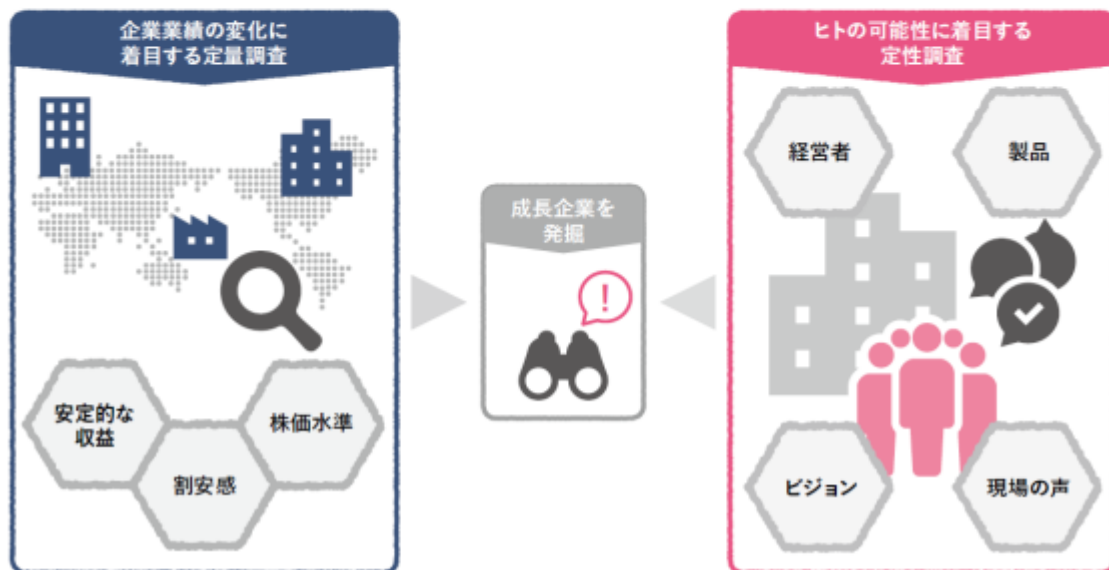 企業業績の変化に
着目する定量調査
安定的な
収益
割安感
株価水準
成長企業を
発掘
!
ヒトの可能性に着目する
定性調査
経営者
製品
ビジョン
現場の声